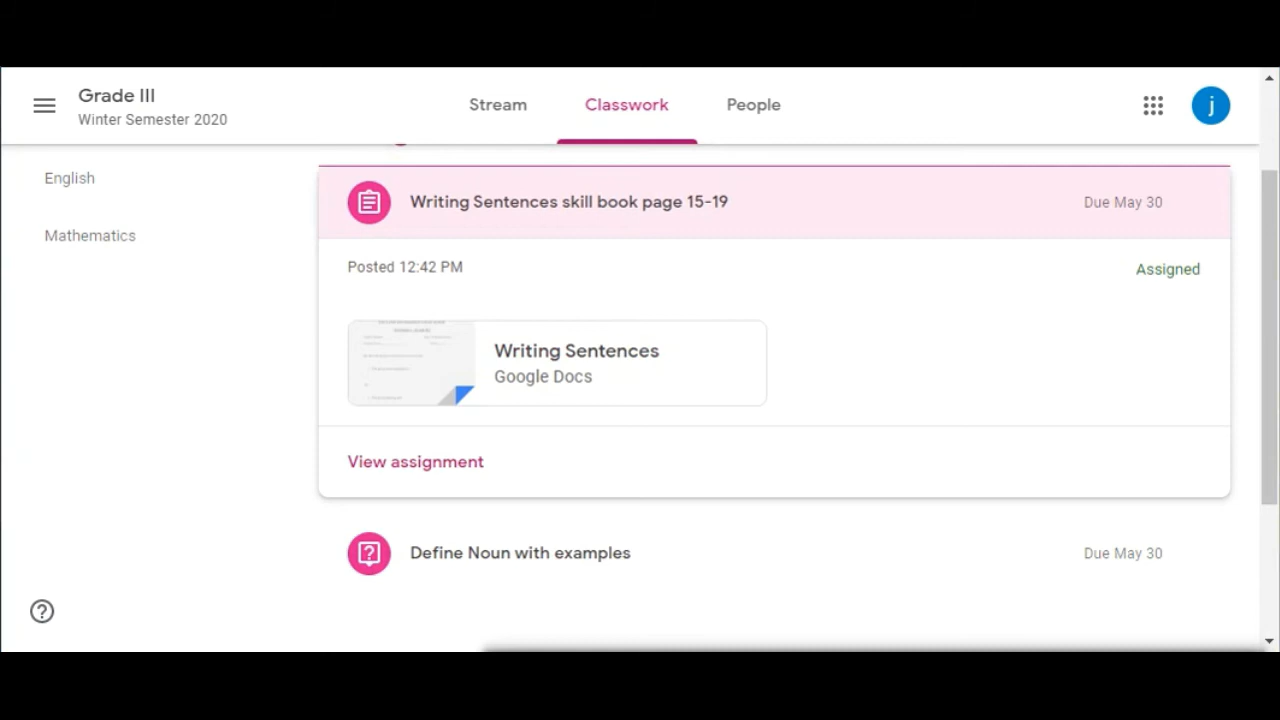 Grade III
Winter Semester 2020
Stream
Classwork
People
j
English
Mathematics
Writing Sentences skill book page 15-19
Due May 30
Posted 12:42 PM
Assigned
Writing Sentences
Google Docs
View assignment
Define Noun with examples
Due May 30